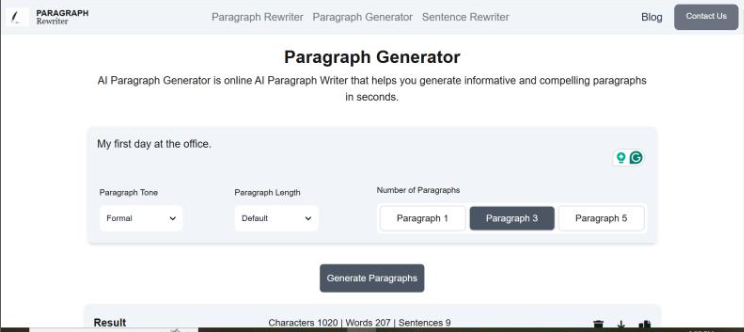 PARAGRAPH
Rewriter
Paragraph Rewriter Paragraph Generator Sentence Rewriter
Blog
Contact Us
Paragraph Generator
AI Paragraph Generator is online AI Paragraph Writer that helps you generate informative and compelling paragraphs
in seconds.
My first day at the office.
Paragraph Tone
Paragraph Length
Number of Paragraphs
Formal
Default
Paragraph 1
Paragraph 3
Paragraph 5
Generate Paragraphs
Result
Characters 1020 | Words 207 | Sentences 9